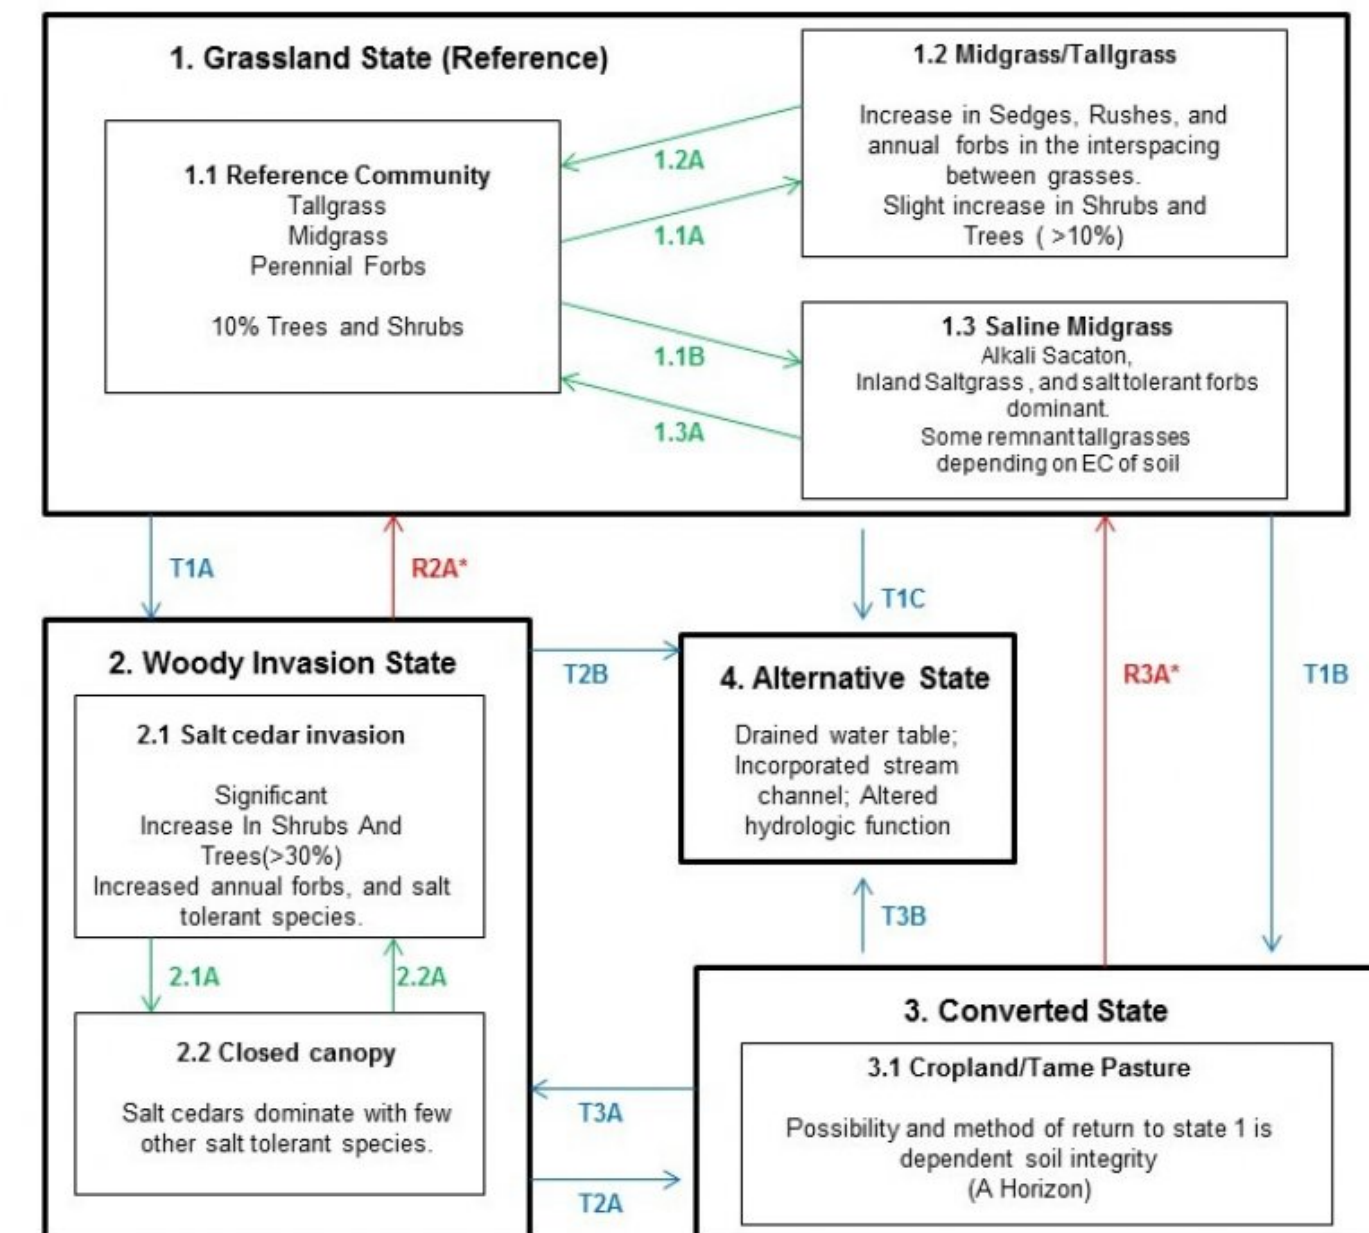 1. Grassland State (Reference)
1.1 Reference Community
Tallgrass
Midgrass
Perennial Forbs
10% Trees and Shrubs
1.2A
1.1A
1.1B
1.3A
1.2 Midgrass/Tallgrass
Increase in Sedges, Rushes, and
annual forbs in the interspacing
between grasses.
Slight increase in Shrubs and
Trees ( >10%)
1.3 Saline Midgrass
Alkali Sacaton,
Inland Saltgrass , and salt tolerant forbs
dominant.
Some remnant tallgrasses
depending on EC of soil
T1A
R2A*
T1C
R3A*
T1B
2. Woody Invasion State
2.1 Salt cedar invasion
Significant
Increase In Shrubs And
Trees(>30%)
Increased annual forbs, and salt
tolerant species.
2.1A
2.2A
2.2 Closed canopy
Salt cedars dominate with few
other salt tolerant species.
T2B
4. Alternative State
Drained water table;
Incorporated stream
channel; Altered
hydrologic function
T3B
T3A
T2A
3. Converted State
3.1 Cropland/Tame Pasture
Possibility and method of return to state 1 is
dependent soil integrity
(A Horizon)